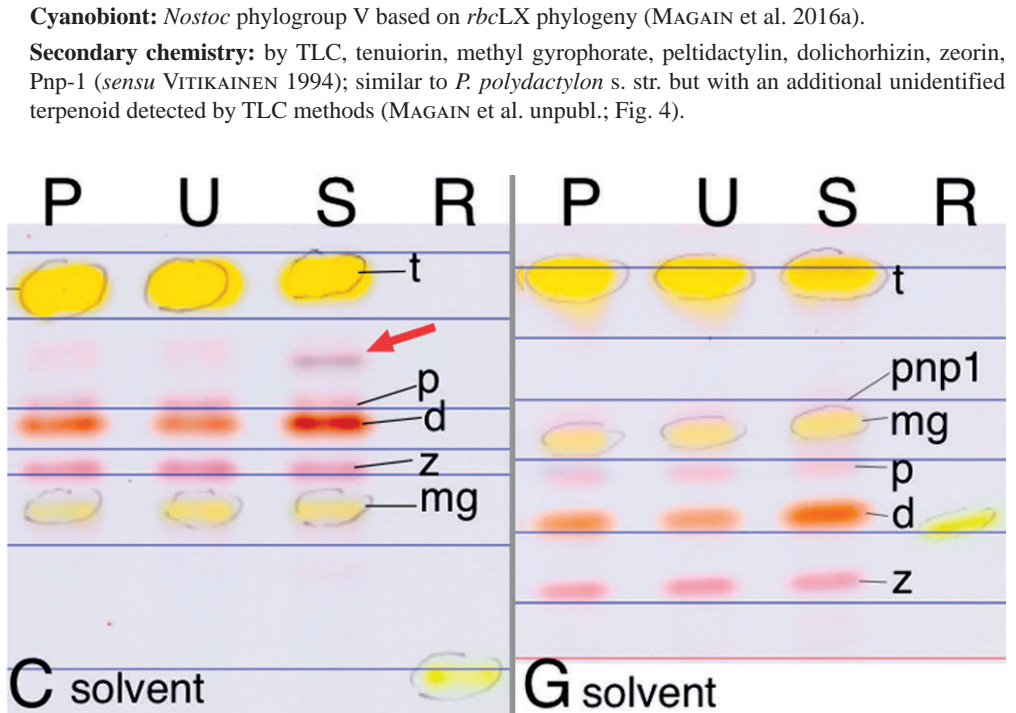 Cyanobiont: Nostoc phylogroup V based on rbcLX phylogeny (MAGAIN et al. 2016a).
Secondary chemistry: by TLC, tenuiorin, methyl gyrophorate, peltidactylin, dolichorhizin, zeorin,
Pnp-1 (sensu VITIKAINEN 1994); similar to P. polydactylon s. str. but with an additional unidentified
terpenoid detected by TLC methods (MAGAIN et al. unpubl.; Fig. 4).
P U S R
t
p
d
z
mg
C solvent
P U S R
t
pnp1
mg
p
d
z
G solvent